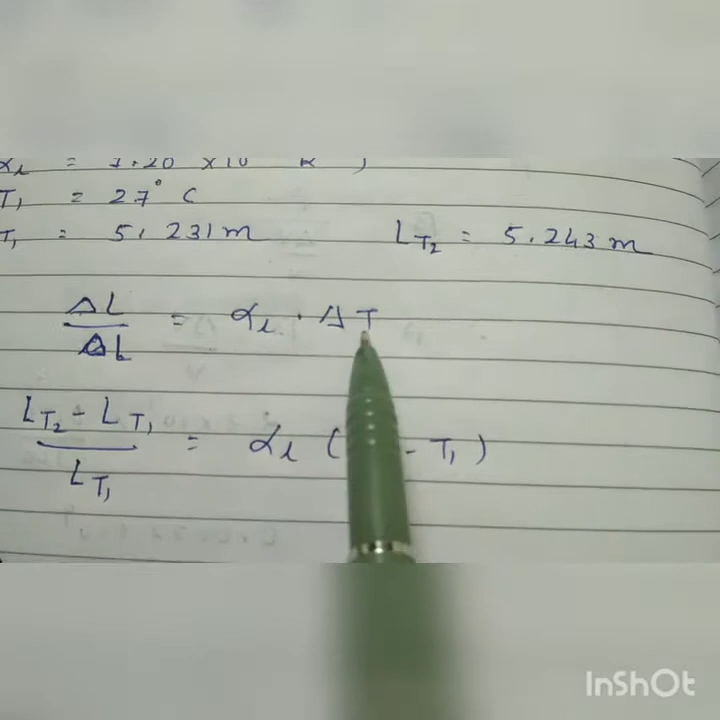 T₁ = 27° C
T₁ = 5.231 m    L_T₂ = 5.243 m
ΔL/ΔL = α_l · ΔT
(L_T₂ - L_T₁)/L_T₁ = α_l ( - T₁ )
InShOt